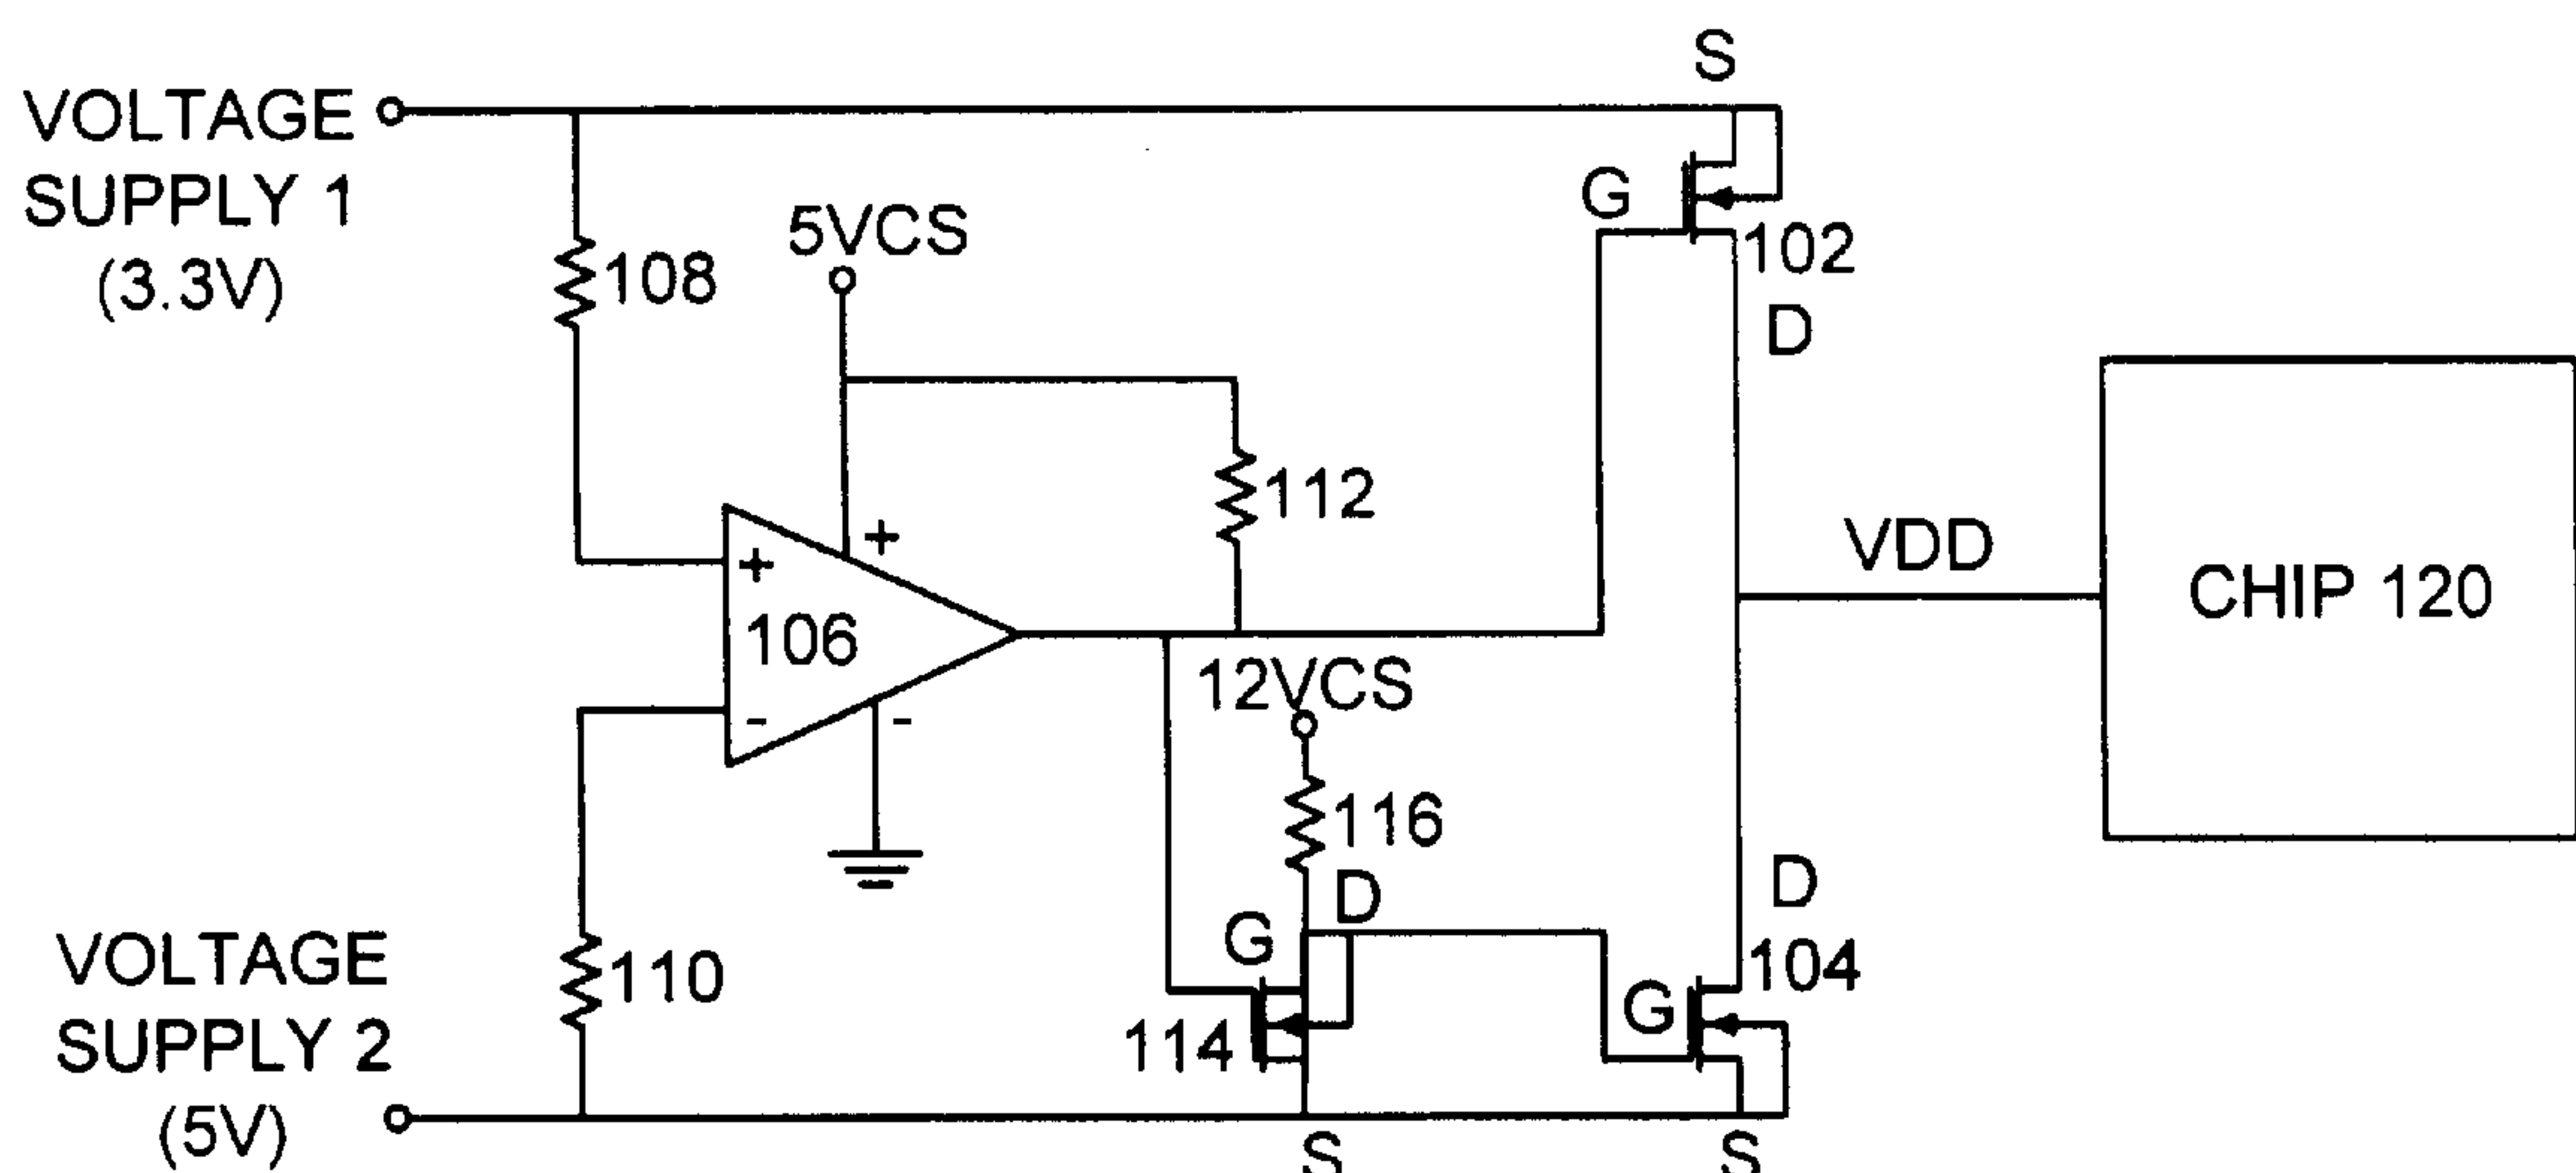 S
VOLTAGE
SUPPLY 1
(3.3V)
G
102
D
5VCS
108
112
+
+
106
-
-
VDD
CHIP 120
12VCS
116
D
G
114
D
104
G
110
VOLTAGE
SUPPLY 2
(5V)
S
S